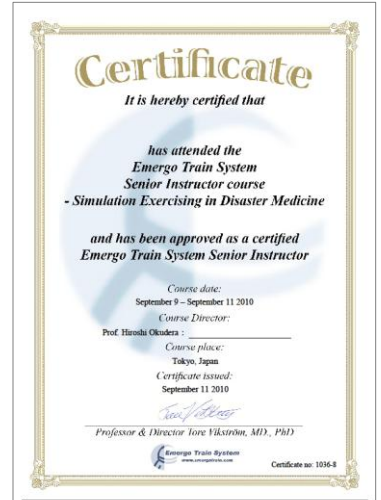 Certificate
It is hereby certified that
has attended the
Emergo Train System
Senior Instructor course
- Simulation Exercising in Disaster Medicine
and has been approved as a certified
Emergo Train System Senior Instructor
Course date:
September 9 – September 11 2010
Course Director:
Prof. Hiroshi Okudera :
Course place:
Tokyo, Japan
Certificate issued:
September 11 2010
Professor & Director Tore Vikström, MD., PhD
Emergo Train System
www.emergotrain.com
Certificate no: 1036-8